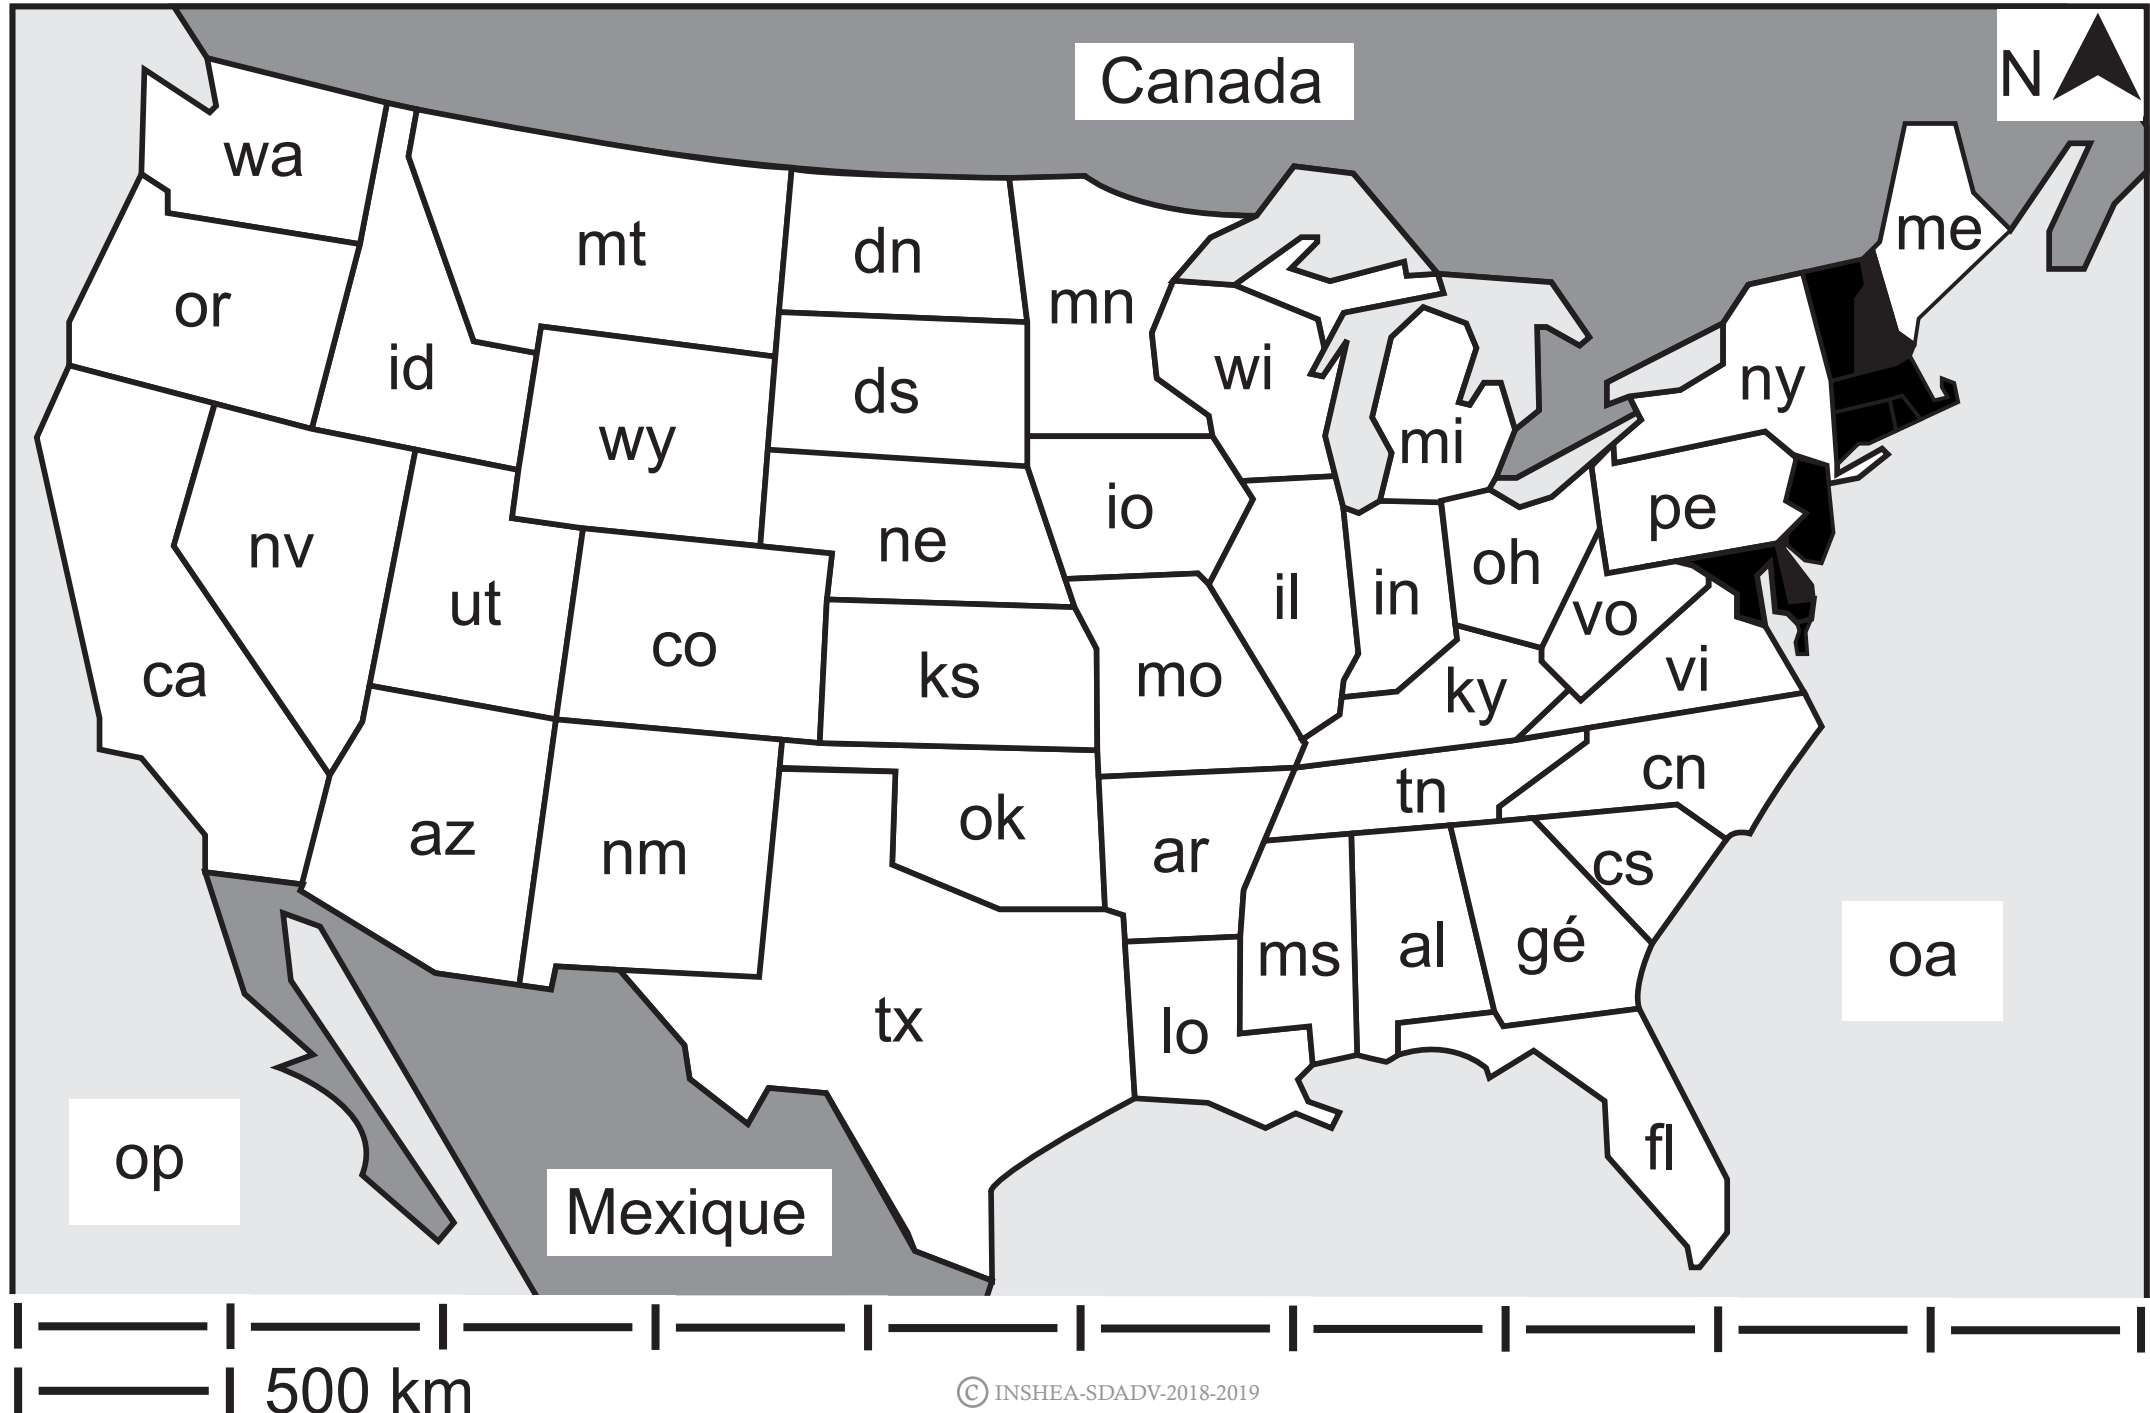 Canada
N
wa
me
mt
dn
or
mn
id
wi
ny
ds
wy
mi
io
pe
nv
ne
oh
ut
il
in
vo
co
ca
ks
mo
ky
vi
az
nm
ok
tn
cn
ar
cs
ms
al
gé
oa
tx
lo
op
fl
Mexique
500 km
© INSHEA-SDADV-2018-2019